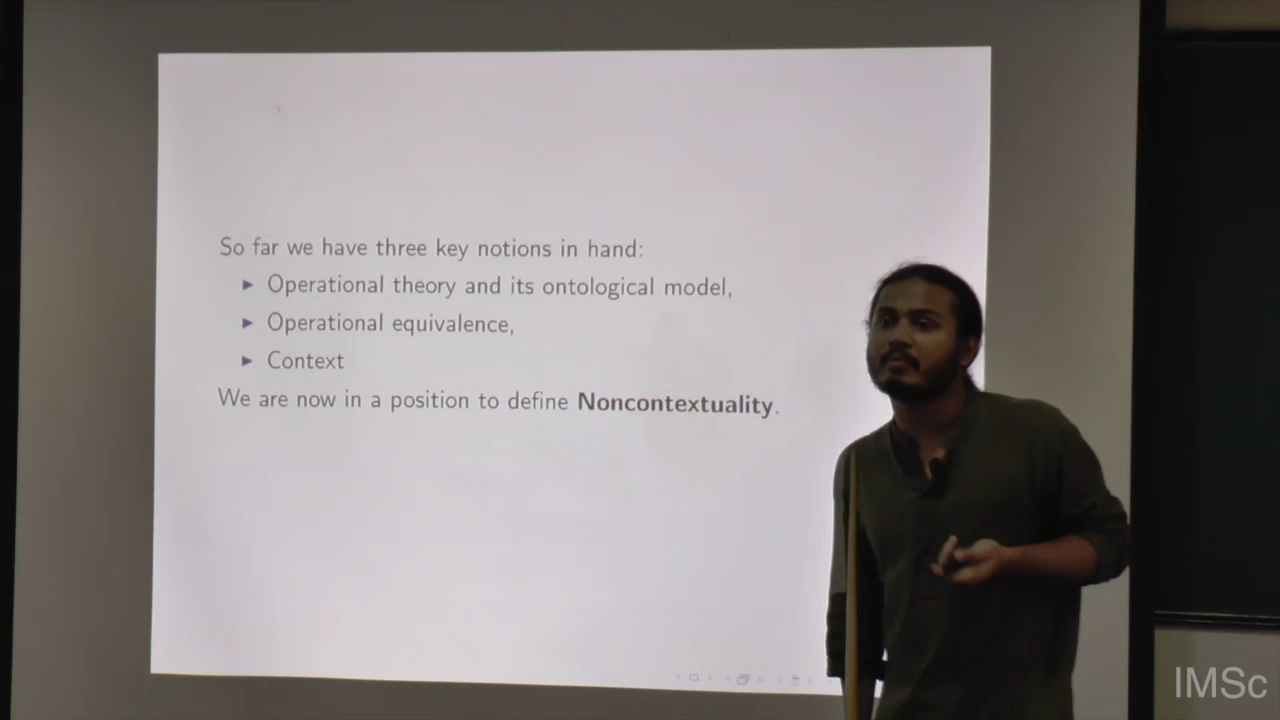 So far we have three key notions in hand:
▶ Operational theory and its ontological model,
▶ Operational equivalence,
▶ Context
We are now in a position to define Noncontextuality.
IMSc